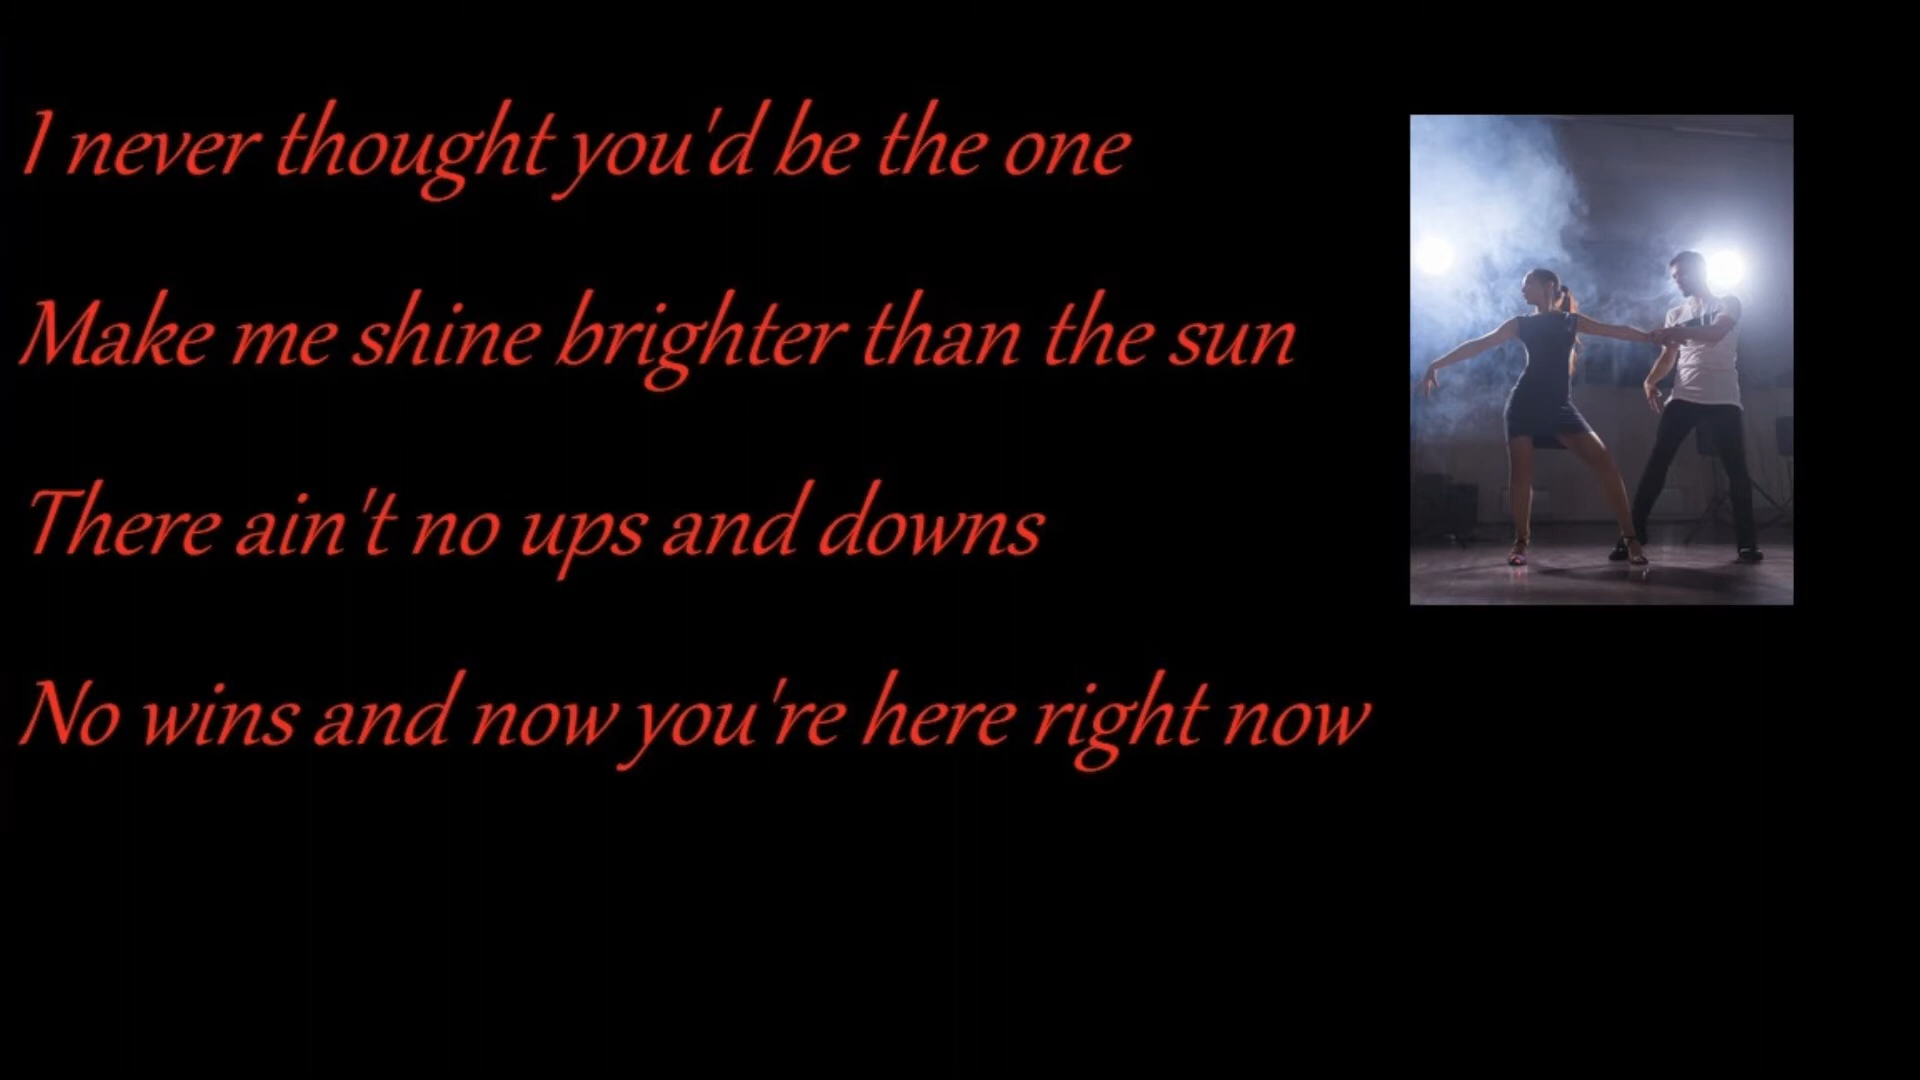 I never thought you'd be the one
Make me shine brighter than the sun
There ain't no ups and downs
No wins and now you're here right now